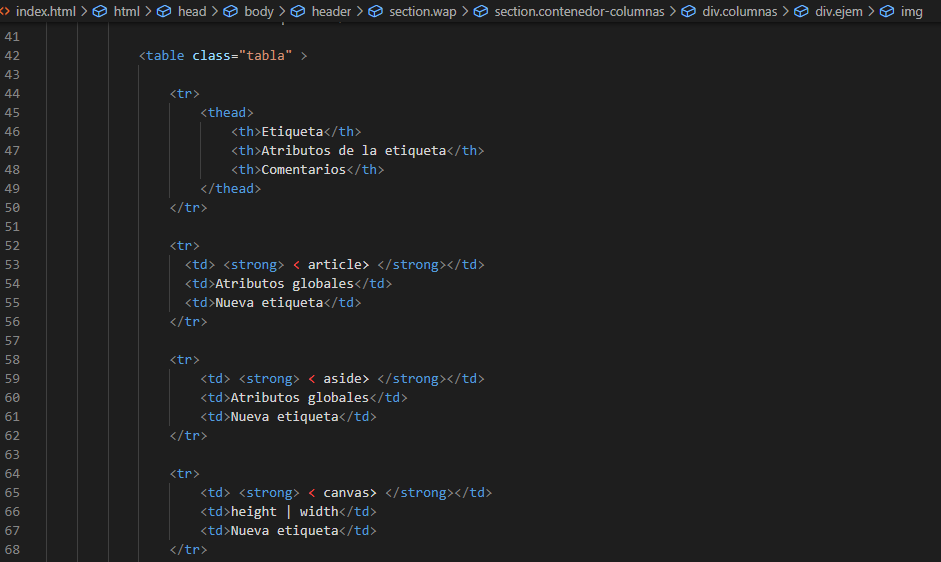 index.html > html > head > body > header > section.wap > section.contenedor-columnas > div.columnas > div.ejem > img
41
42 <table class="tabla" >
43
44 <tr>
45 <thead>
46 <th>Etiqueta</th>
47 <th>Atributos de la etiqueta</th>
48 <th>Comentarios</th>
49 </thead>
50 </tr>
51
52 <tr>
53 <td> <strong> < article> </strong></td>
54 <td>Atributos globales</td>
55 <td>Nueva etiqueta</td>
56 </tr>
57
58 <tr>
59 <td> <strong> < aside> </strong></td>
60 <td>Atributos globales</td>
61 <td>Nueva etiqueta</td>
62 </tr>
63
64 <tr>
65 <td> <strong> < canvas> </strong></td>
66 <td>height | width</td>
67 <td>Nueva etiqueta</td>
68 </tr>